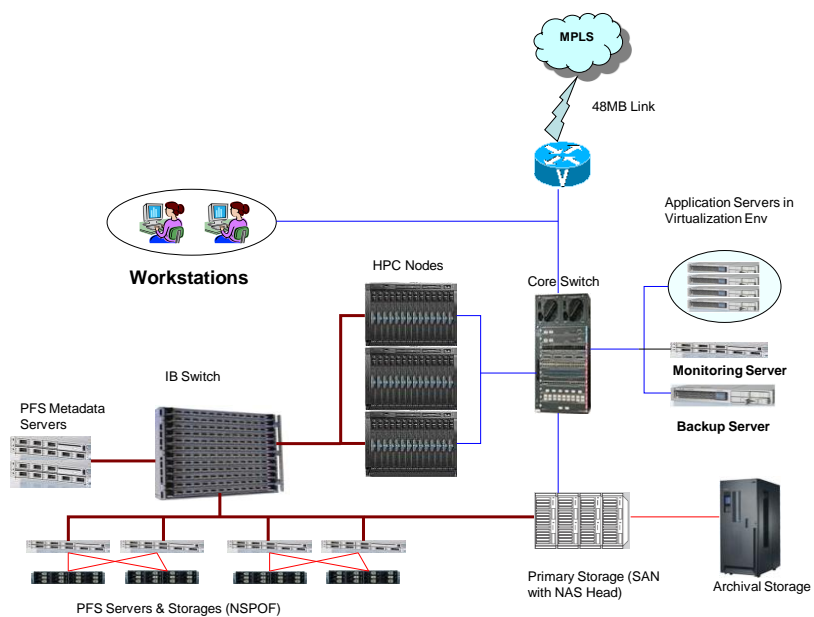 MPLS
48MB Link
Application Servers in
Virtualization Env
Workstations
HPC Nodes
Core Switch
IB Switch
Monitoring Server
PFS Metadata
Servers
Backup Server
Primary Storage (SAN
with NAS Head)
Archival Storage
PFS Servers & Storages (NSPOF)